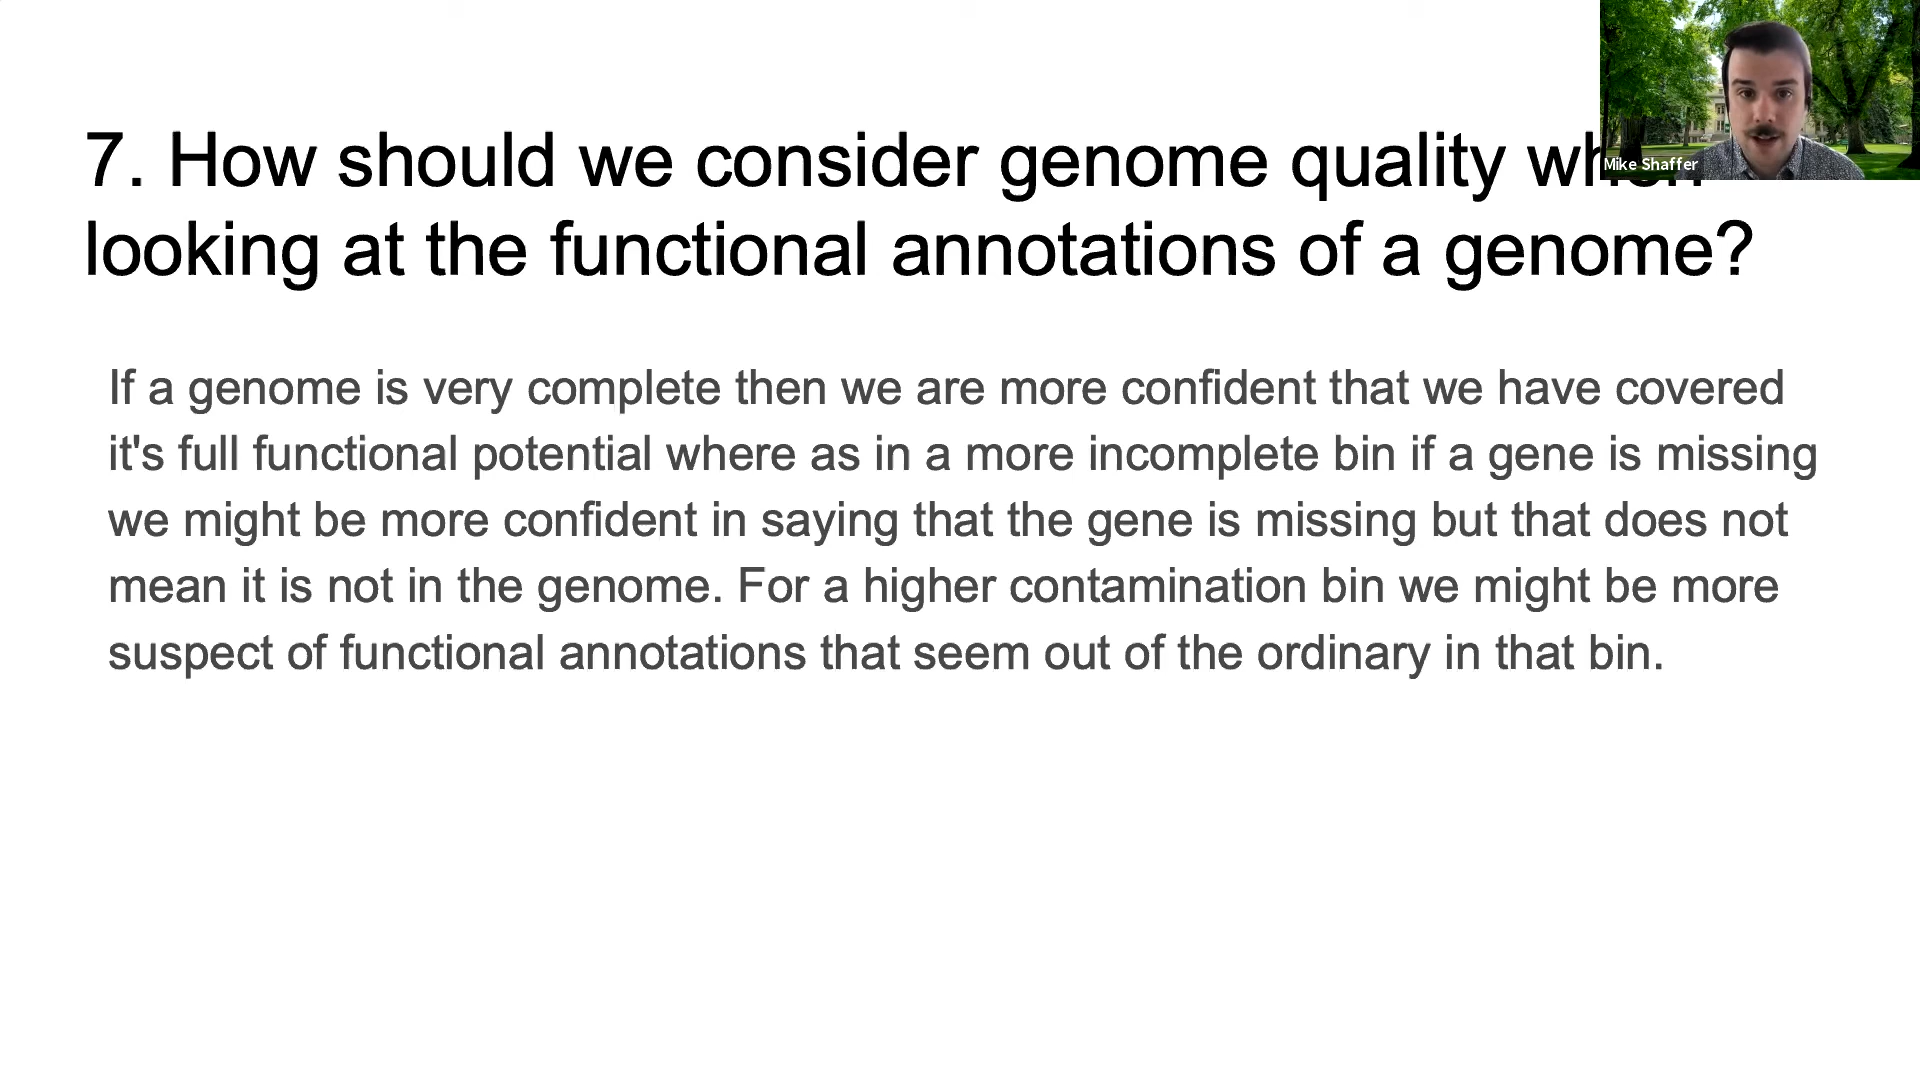 7. How should we consider genome quality when
looking at the functional annotations of a genome?
Mike Shaffer
If a genome is very complete then we are more confident that we have covered
it's full functional potential where as in a more incomplete bin if a gene is missing
we might be more confident in saying that the gene is missing but that does not
mean it is not in the genome. For a higher contamination bin we might be more
suspect of functional annotations that seem out of the ordinary in that bin.